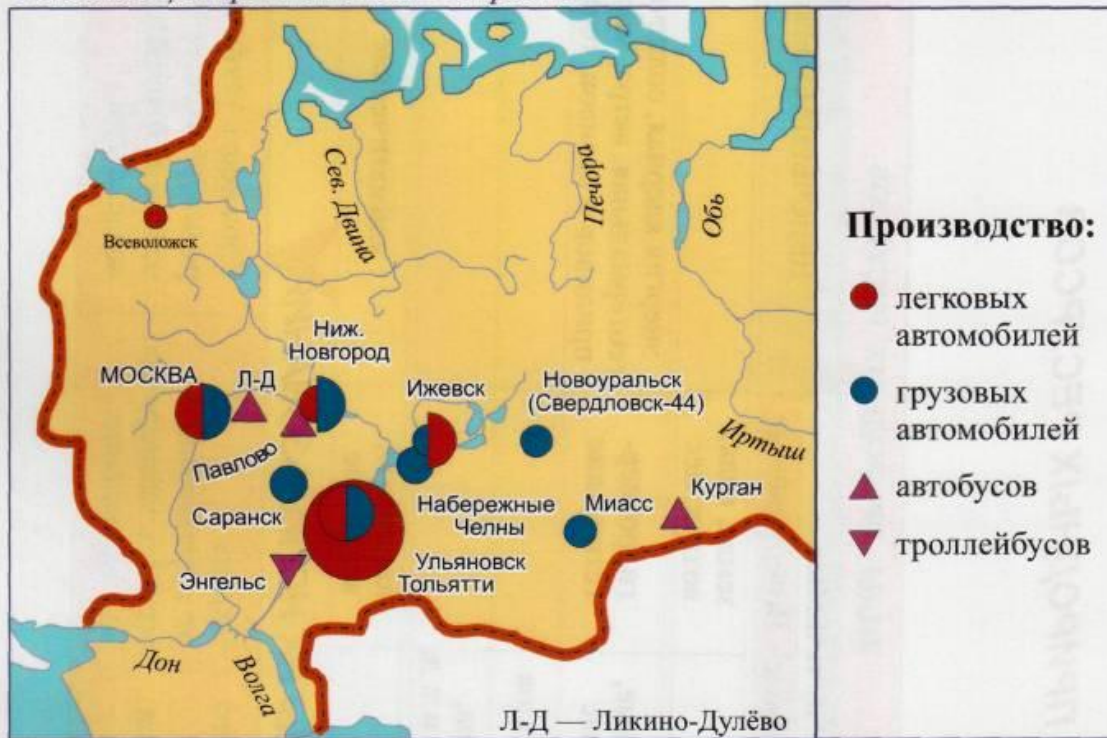 Всеволожск
Сев. Двина
Печора
Обь
Иртыш
МОСКВА
Л-Д
Ниж.
Новгород
Ижевск
Новоуральск
(Свердловск-44)
Павлово
Саранск
Набережные
Челны
Миасс
Курган
Ульяновск
Тольятти
Энгельс
Дон
Волга
Л-Д — Ликино-Дулёво
Производство:
легковых
автомобилей
грузовых
автомобилей
автобусов
троллейбусов